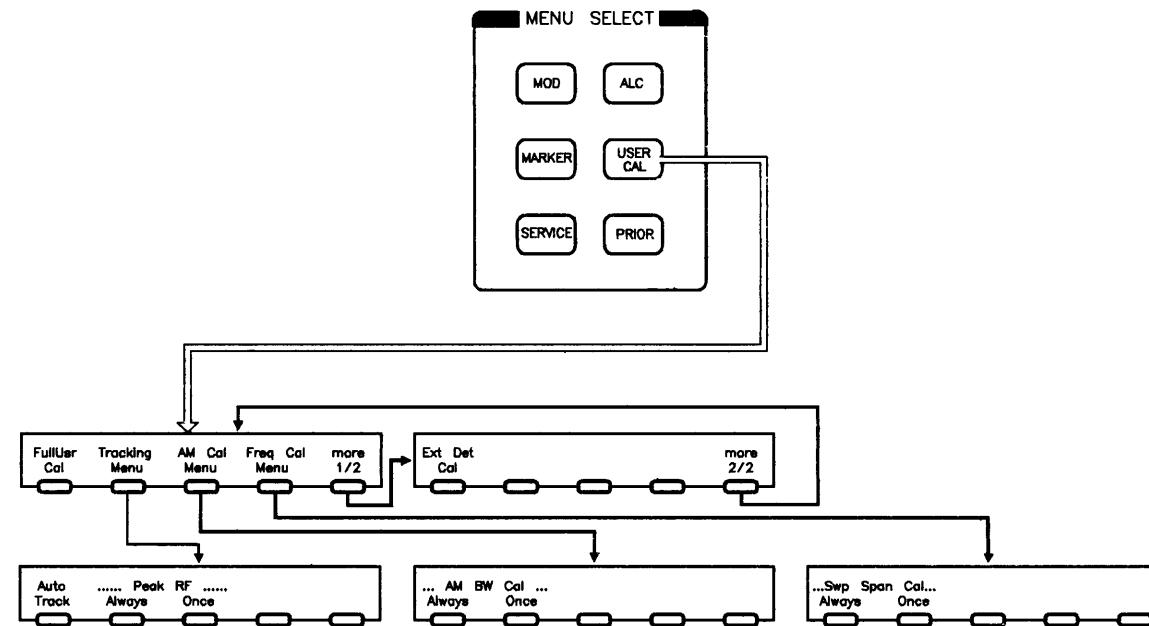 MENU SELECT
MOD ALC
MARKER USER CAL
SERVICE PRIOR
FullUsr Tracking AM Cal Freq Cal more
Cal Menu Menu Menu 1/2
Ext Det more
Cal 2/2
Auto ...... Peak RF ......
Track Always Once
... AM BW Cal ...
Always Once
...Swp Span Cal...
Always Once